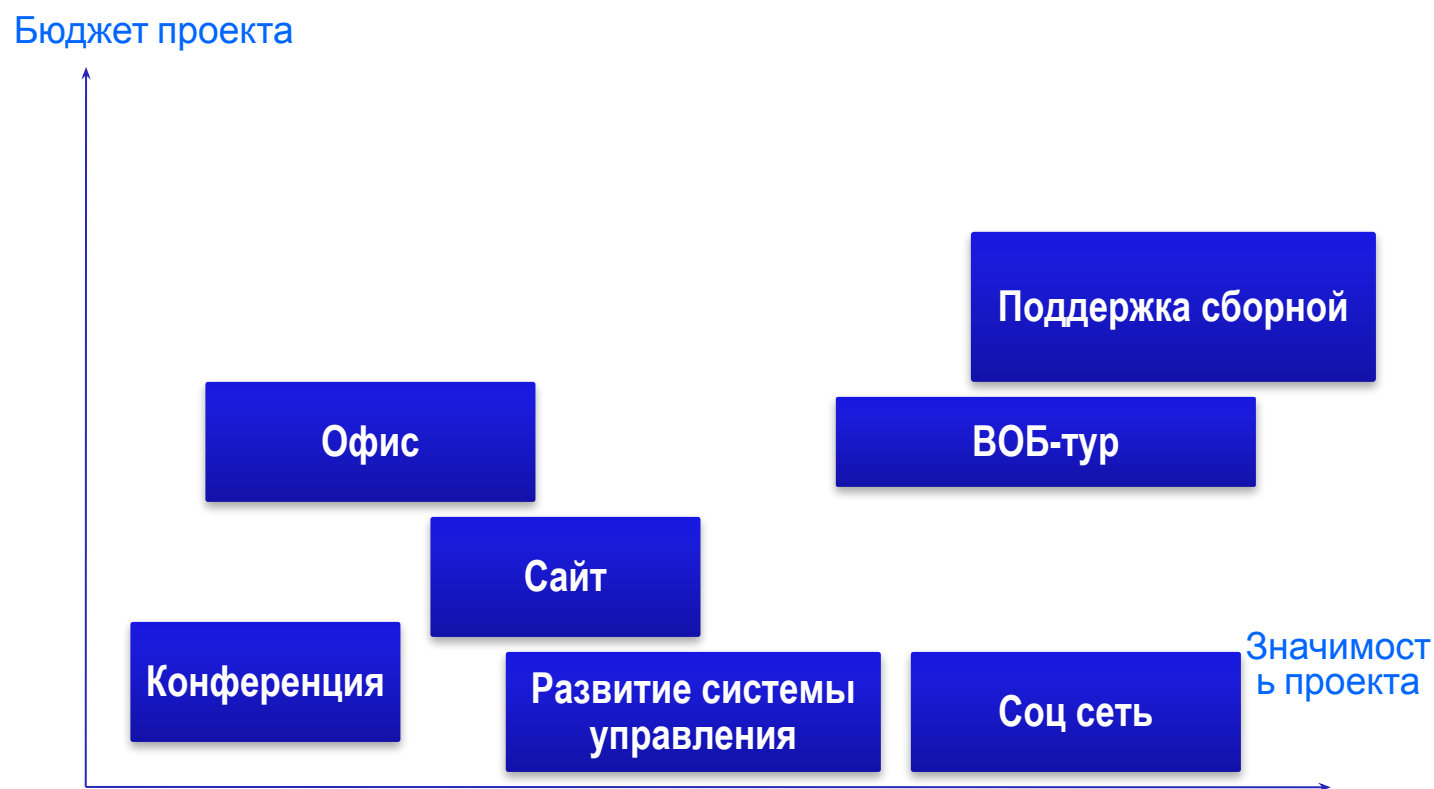 Бюджет проекта
Поддержка сборной
Офис
ВОБ-тур
Сайт
Конференция
Развитие системы
управления
Соц сеть
Значимост
ь проекта